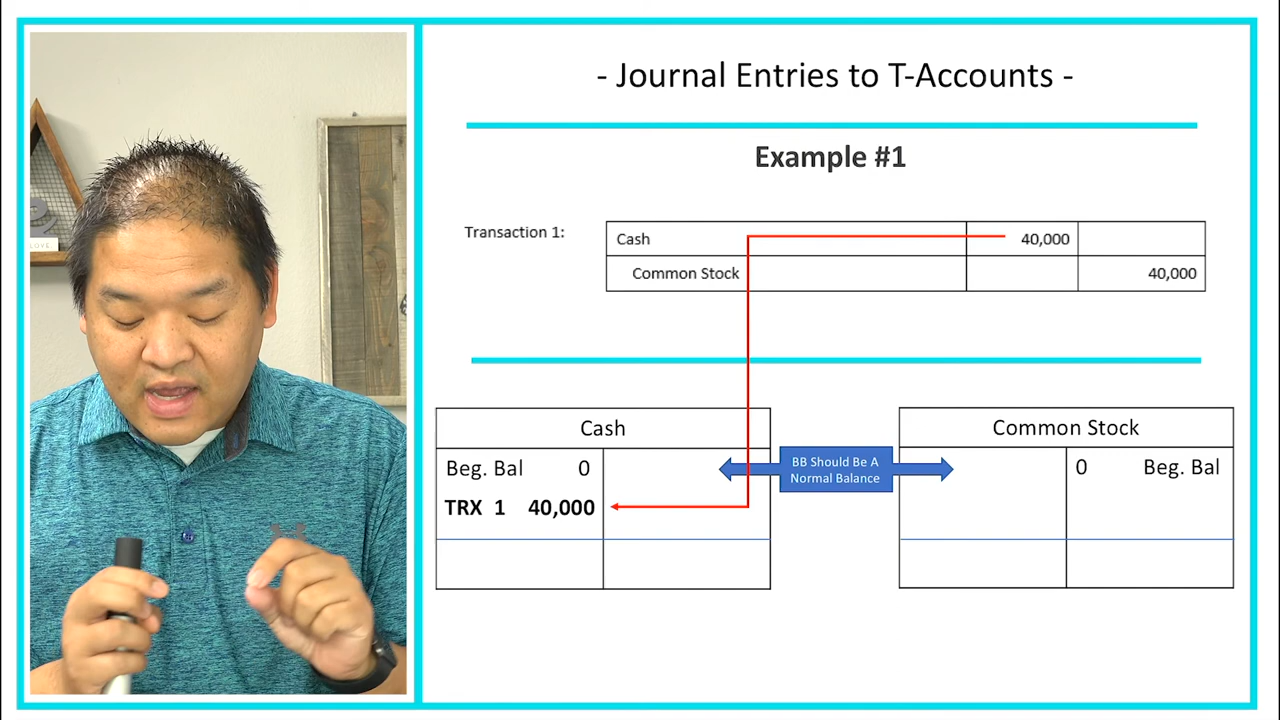 - Journal Entries to T-Accounts -
Example #1
Transaction 1:
Cash 40,000
Common Stock 40,000
Cash
Beg. Bal 0
TRX 1 40,000
BB Should Be A
Normal Balance
Common Stock
0 Beg. Bal
LOVE.